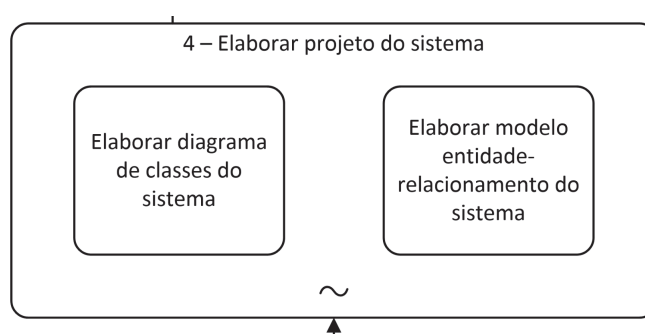 4 – Elaborar projeto do sistema
Elaborar diagrama
de classes do
sistema
Elaborar modelo
entidade-
relacionamento do
sistema
~